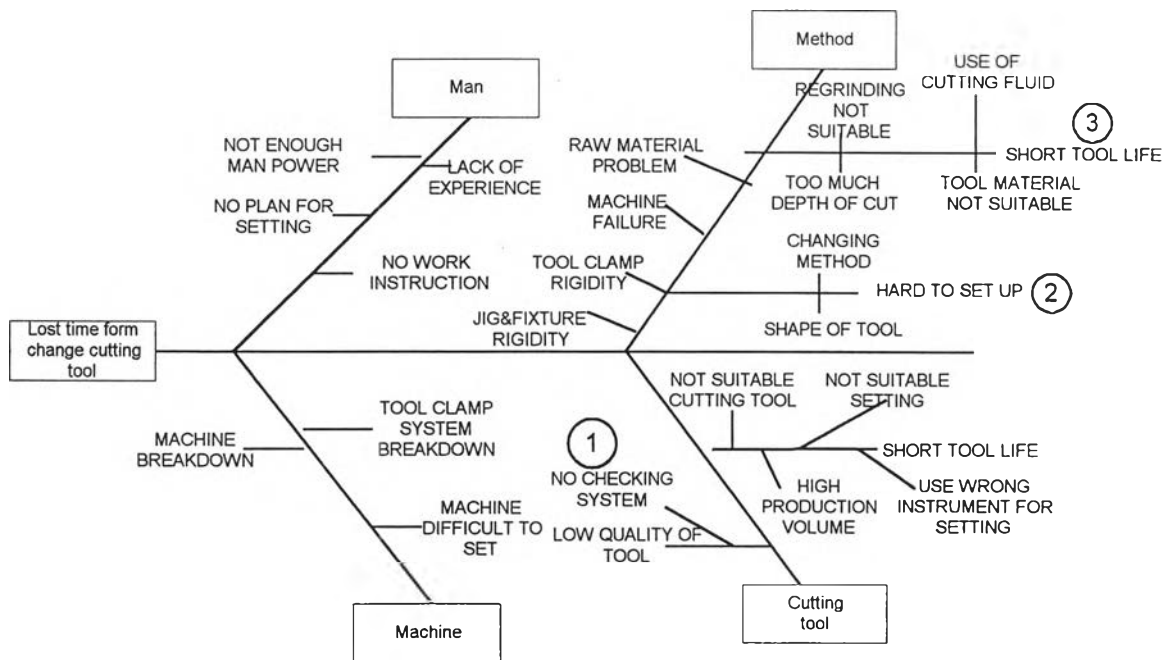 Method
USE OF
CUTTING FLUID
Man
REGRINDING
NOT
SUITABLE
3
NOT ENOUGH
MAN POWER
RAW MATERIAL
PROBLEM
SHORT TOOL LIFE
LACK OF
EXPERIENCE
TOO MUCH
DEPTH OF CUT
TOOL MATERIAL
NOT SUITABLE
NO PLAN FOR
SETTING
MACHINE
FAILURE
CHANGING
METHOD
NO WORK
INSTRUCTION
TOOL CLAMP
RIGIDITY
HARD TO SET UP
2
JIG&FIXTURE
RIGIDITY
SHAPE OF TOOL
Lost time form
change cutting
tool
NOT SUITABLE
CUTTING TOOL
NOT SUITABLE
SETTING
TOOL CLAMP
SYSTEM
BREAKDOWN
MACHINE
BREAKDOWN
1
SHORT TOOL LIFE
NO CHECKING
SYSTEM
HIGH
PRODUCTION
VOLUME
USE WRONG
INSTRUMENT FOR
SETTING
MACHINE
DIFFICULT TO
SET
LOW QUALITY OF
TOOL
Machine
Cutting
tool